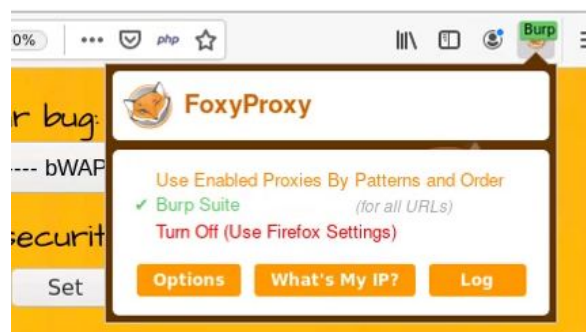 0% ... php Burp
r bug:
FoxyProxy
---- bWAP
Use Enabled Proxies By Patterns and Order
✔ Burp Suite (for all URLs)
ecurit
Turn Off (Use Firefox Settings)
Set
Options What's My IP? Log